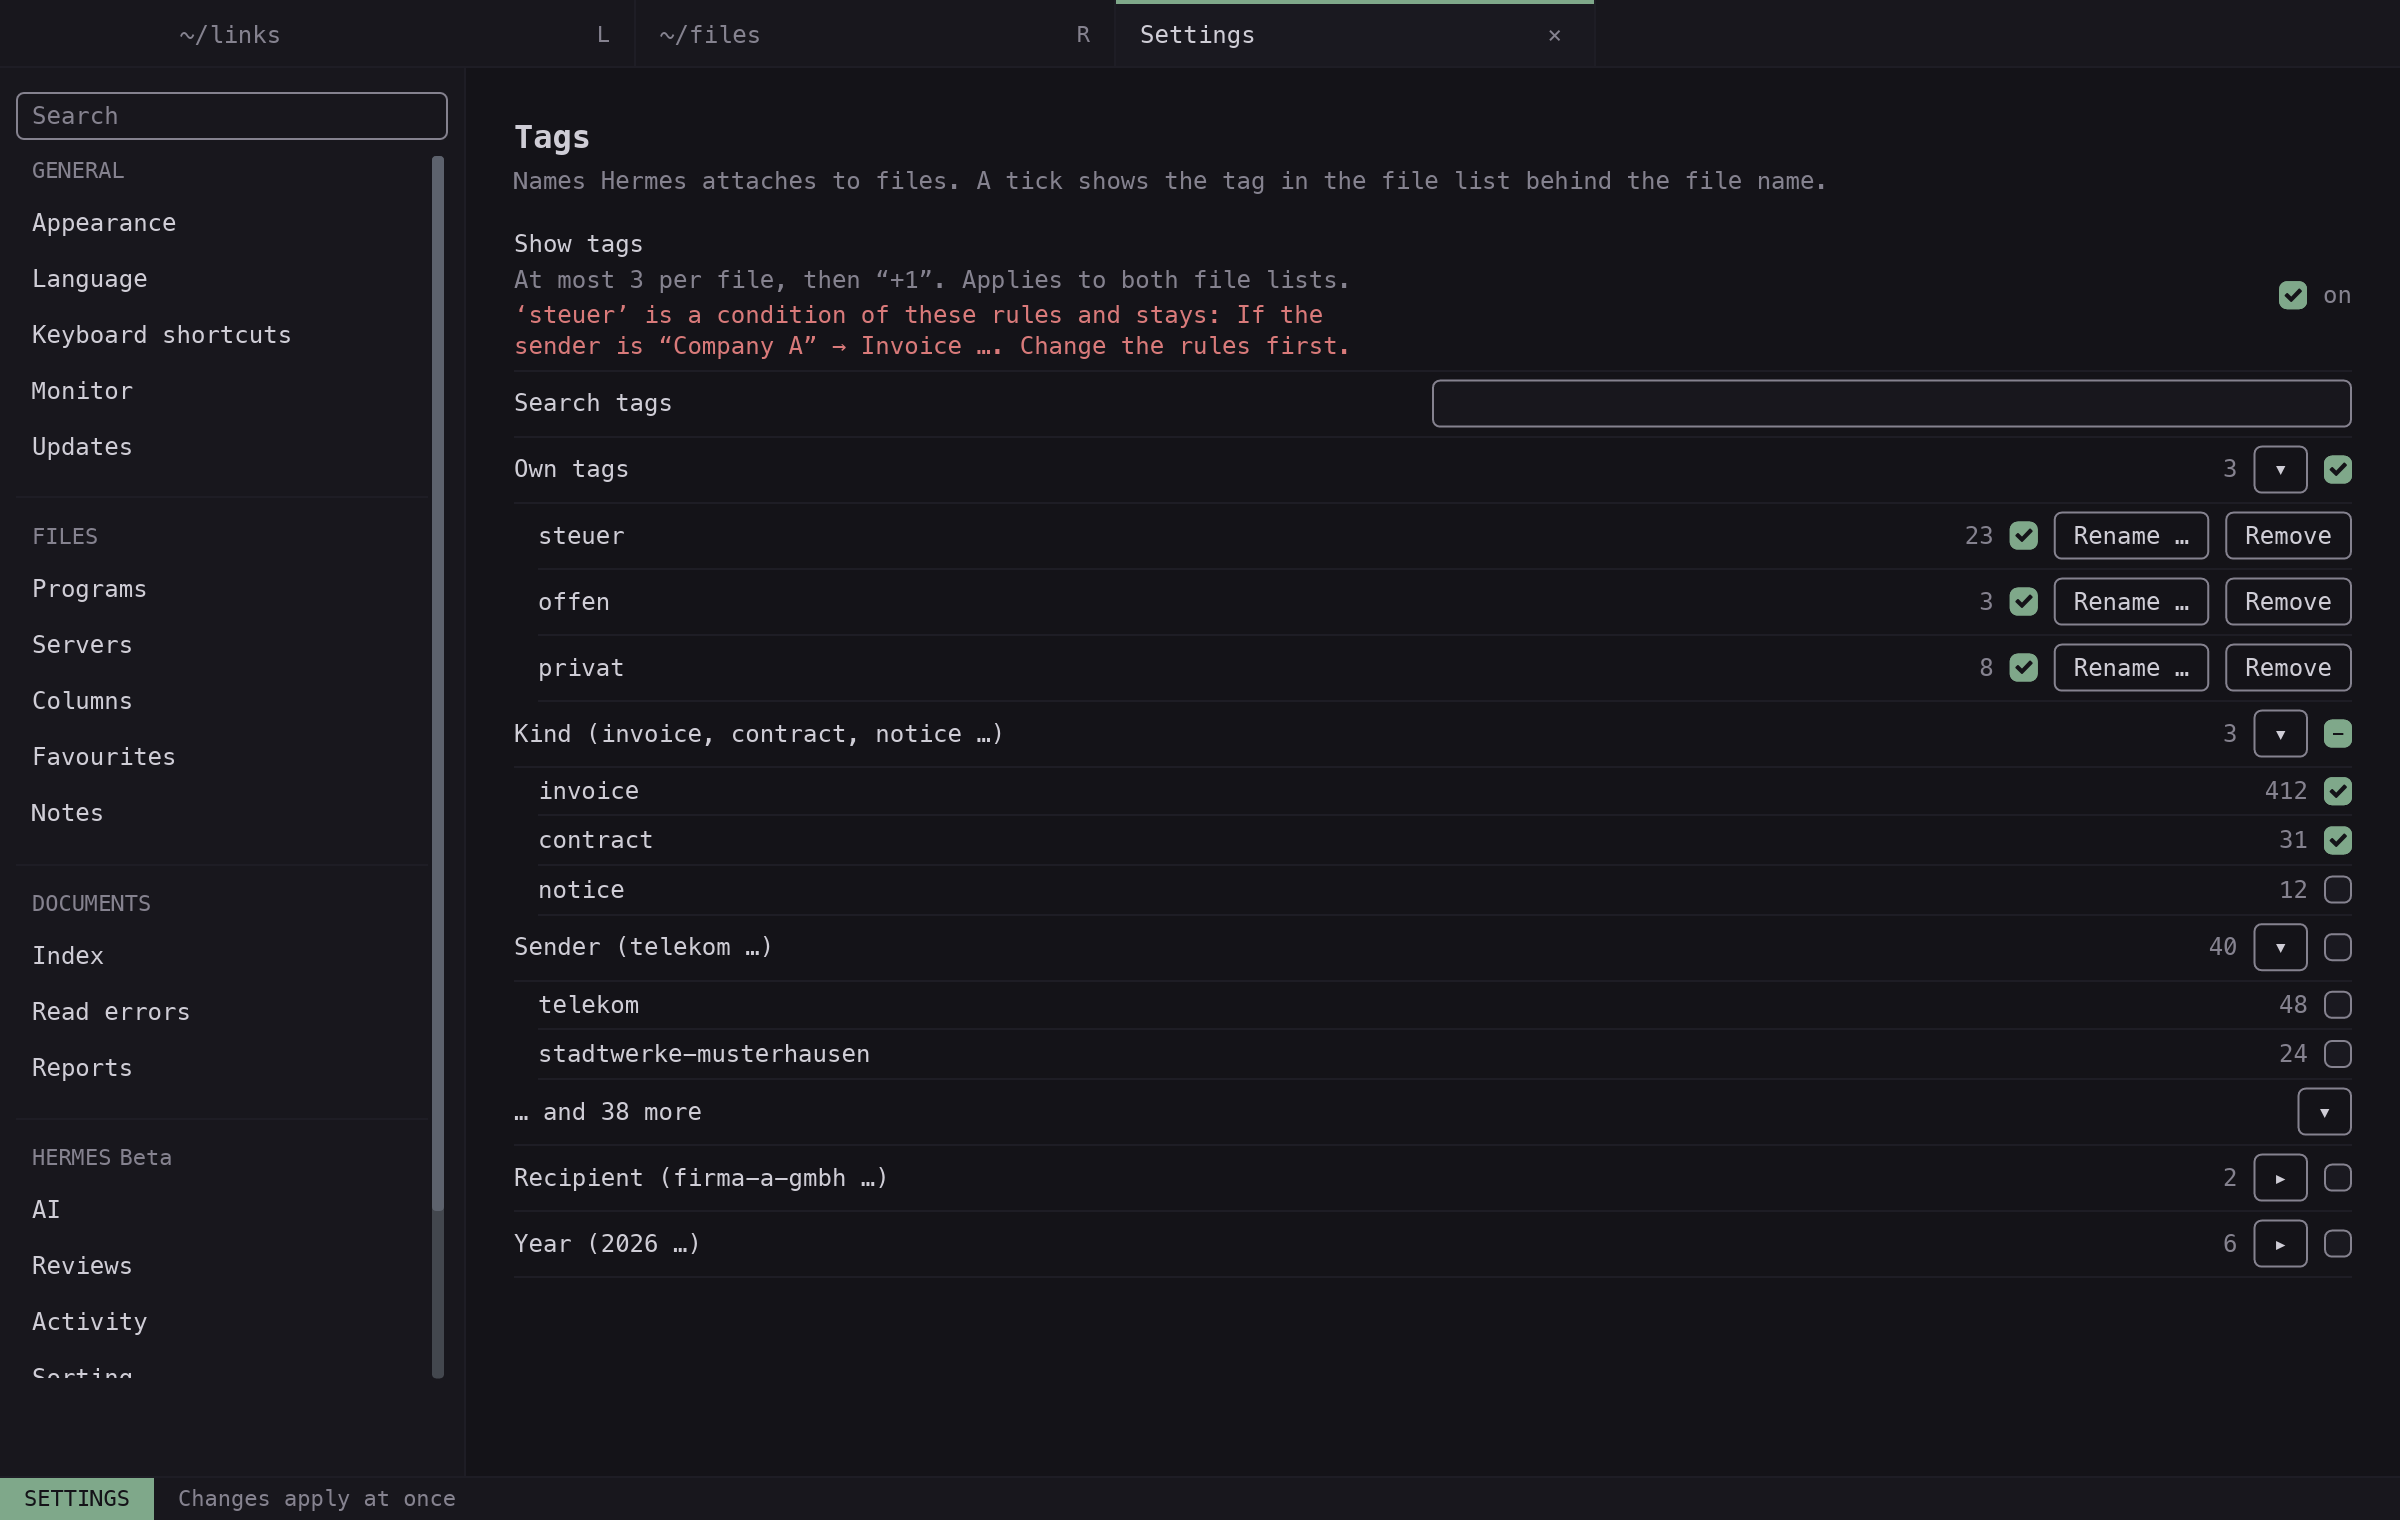 ~/links L ~/files R Settings ×
Search
GENERAL
Appearance
Language
Keyboard shortcuts
Monitor
Updates
FILES
Programs
Servers
Columns
Favourites
Notes
DOCUMENTS
Index
Read errors
Reports
HERMES Beta
AI
Reviews
Activity
Sorting
Tags
Names Hermes attaches to files. A tick shows the tag in the file list behind the file name.
Show tags
At most 3 per file, then “+1”. Applies to both file lists.
‘steuer’ is a condition of these rules and stays: If the
sender is “Company A” → Invoice …. Change the rules first.
on
Search tags
Own tags 3 ▾
steuer 23 Rename … Remove
offen 3 Rename … Remove
privat 8 Rename … Remove
Kind (invoice, contract, notice …) 3 ▾
invoice 412
contract 31
notice 12
Sender (telekom …) 40 ▾
telekom 48
stadtwerke-musterhausen 24
… and 38 more ▾
Recipient (firma-a-gmbh …) 2 ▸
Year (2026 …) 6 ▸
SETTINGS Changes apply at once